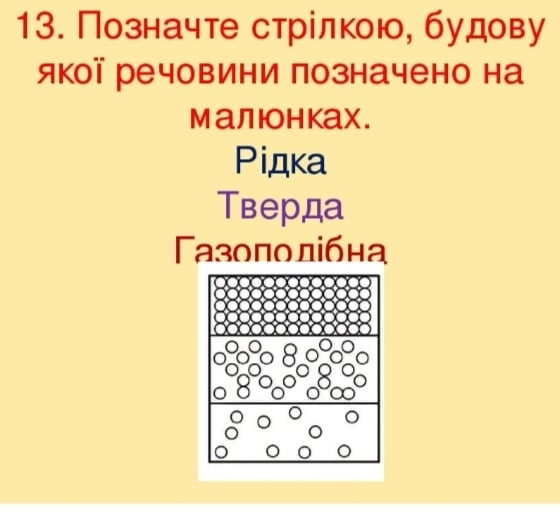 13. Позначте стрілкою, будову
якої речовини позначено на
малюнках.
Рідка
Тверда
Газоподібна